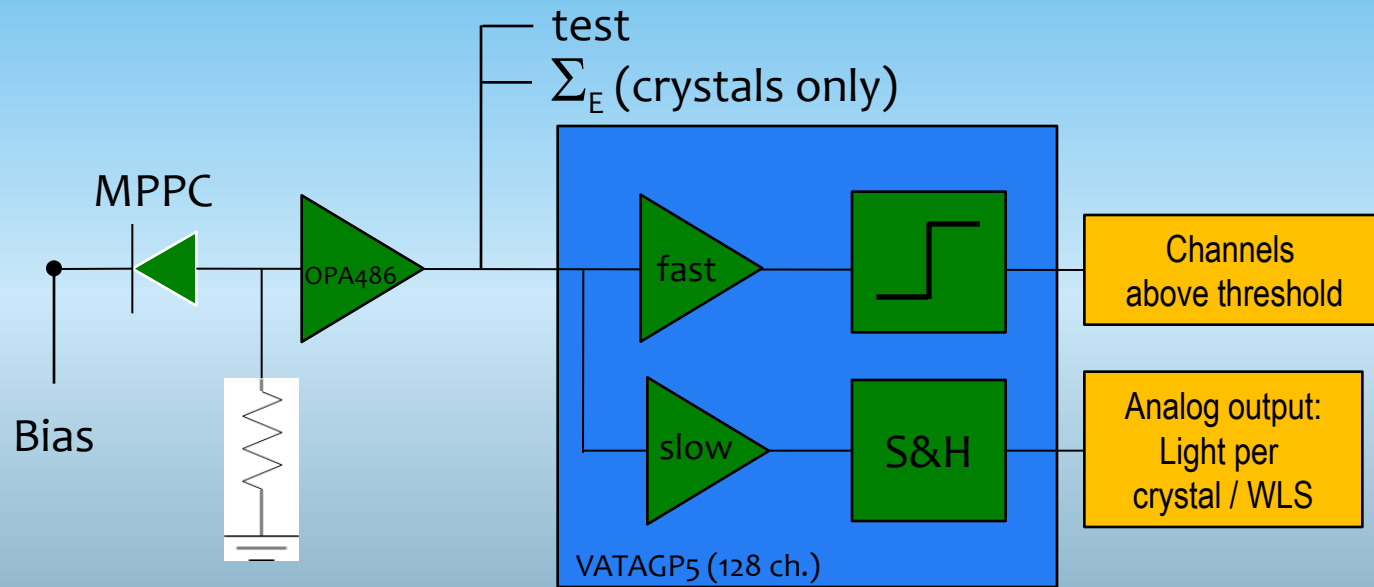 test
ΣE (crystals only)
MPPC
OPA486
fast
Channels
above threshold
Bias
slow
S&H
Analog output:
Light per
crystal / WLS
VATAGP5 (128 ch.)